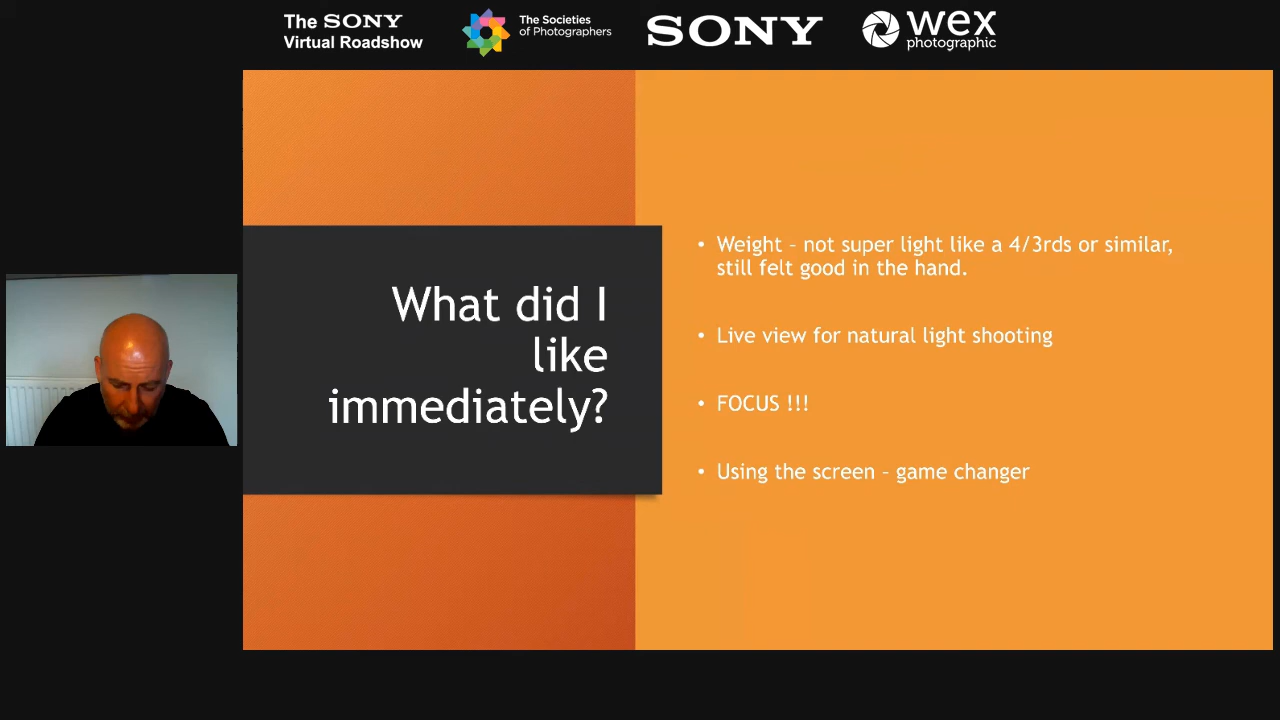 The SONY
Virtual Roadshow
The Societies
of Photographers
SONY
wex
photographic
What did I
like
immediately?
• Weight – not super light like a 4/3rds or similar,
still felt good in the hand.
• Live view for natural light shooting
• FOCUS !!!
• Using the screen – game changer